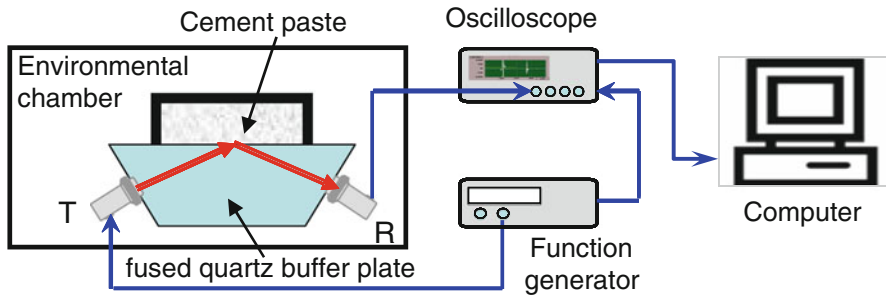 Cement paste
Oscilloscope
Environmental
chamber
T
R
fused quartz buffer plate
Function
generator
Computer